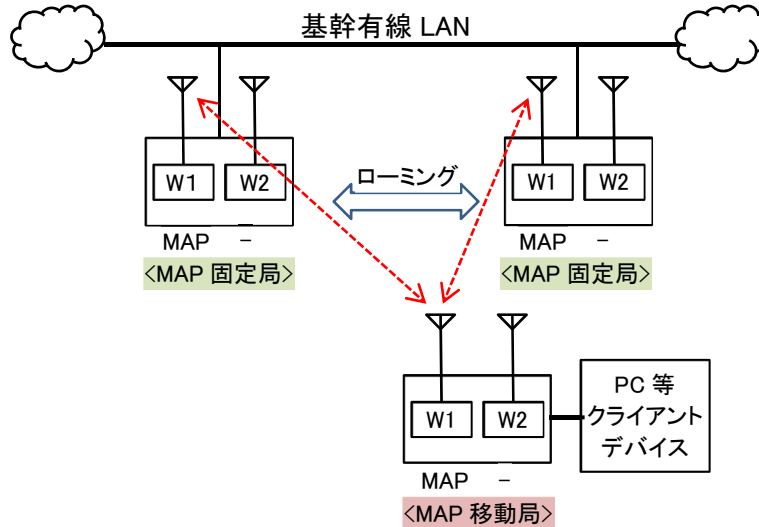 基幹有線 LAN
W1 W2
ローミング
W1 W2
MAP -
<MAP 固定局>
MAP -
<MAP 固定局>
W1 W2
PC 等
クライアント
デバイス
MAP -
<MAP 移動局>